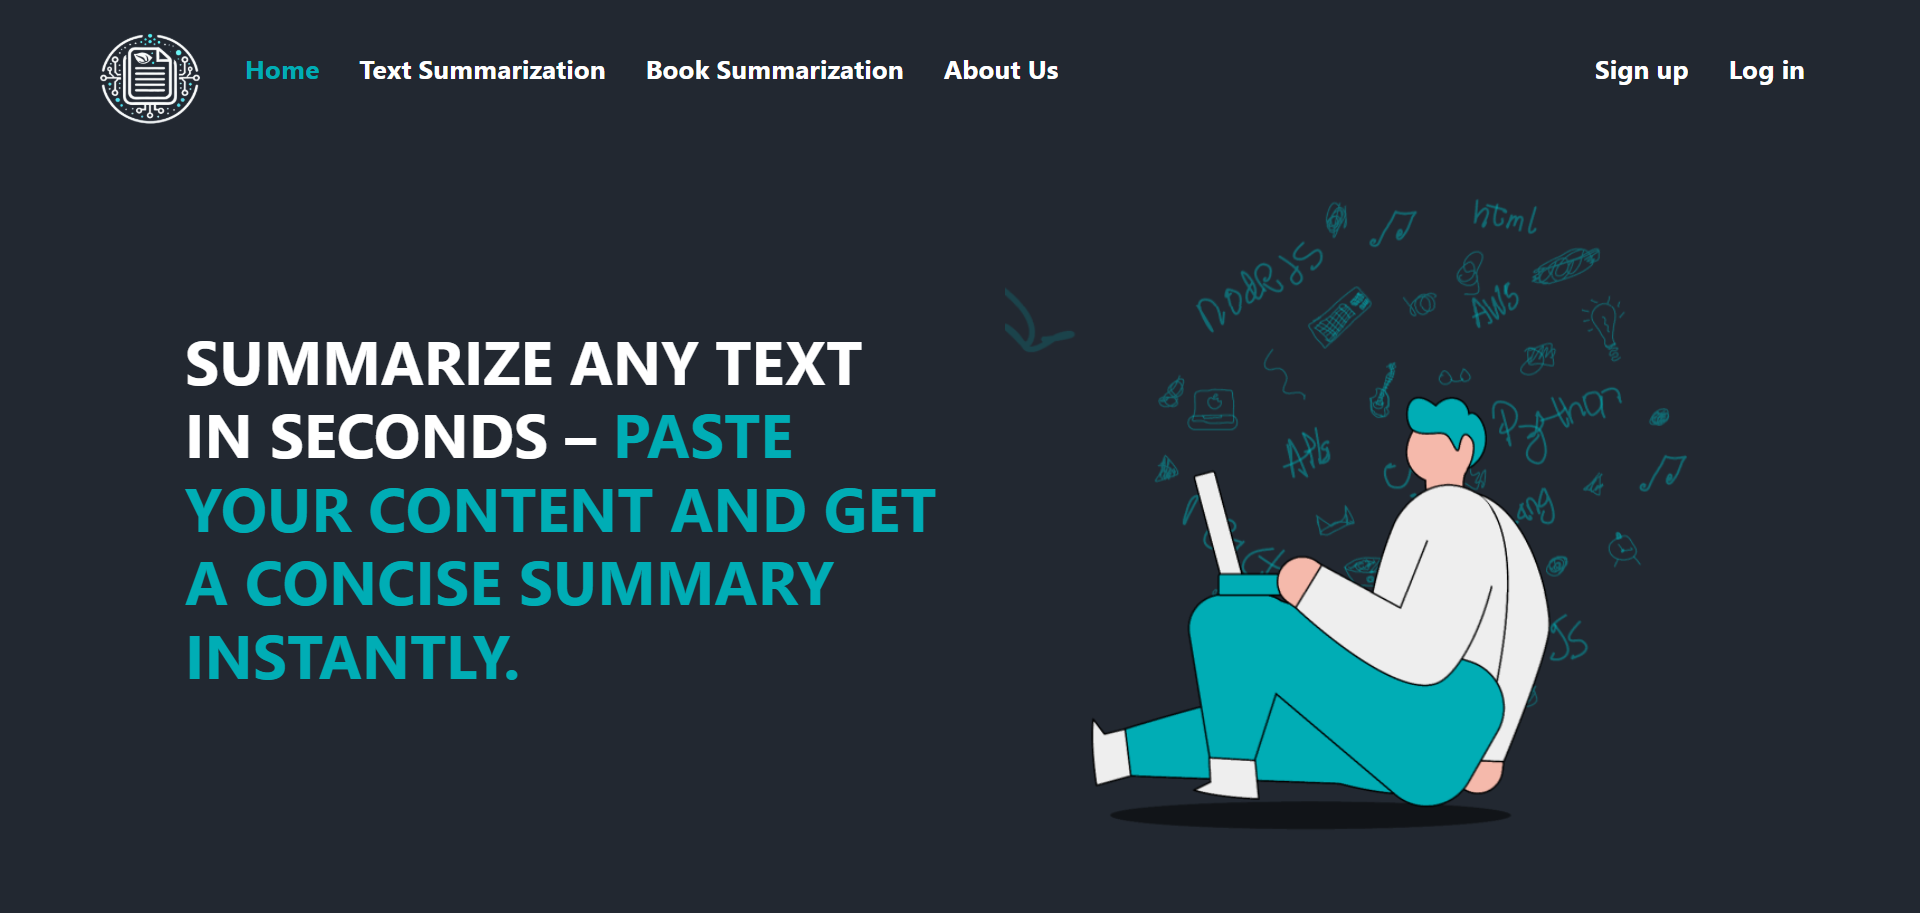 Home Text Summarization Book Summarization About Us Sign up Log in
html
NodeJS
AWS
SUMMARIZE ANY TEXT
IN SECONDS – PASTE
YOUR CONTENT AND GET
A CONCISE SUMMARY
INSTANTLY.
Python
APIs
JS